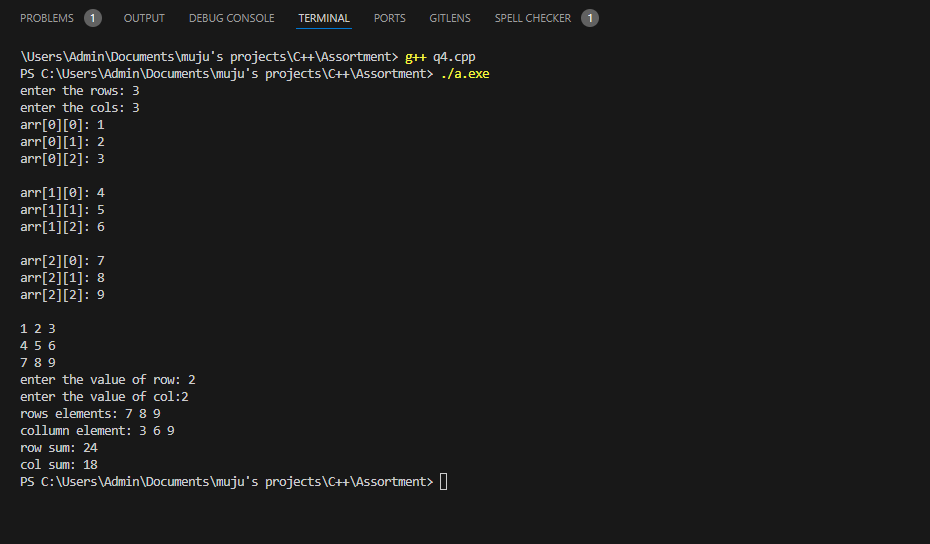 PROBLEMS 1 OUTPUT DEBUG CONSOLE TERMINAL PORTS GITLENS SPELL CHECKER 1
\Users\Admin\Documents\muju's projects\C++\Assortment> g++ q4.cpp
PS C:\Users\Admin\Documents\muju's projects\C++\Assortment> ./a.exe
enter the rows: 3
enter the cols: 3
arr[0][0]: 1
arr[0][1]: 2
arr[0][2]: 3
arr[1][0]: 4
arr[1][1]: 5
arr[1][2]: 6
arr[2][0]: 7
arr[2][1]: 8
arr[2][2]: 9
1 2 3
4 5 6
7 8 9
enter the value of row: 2
enter the value of col:2
rows elements: 7 8 9
collumn element: 3 6 9
row sum: 24
col sum: 18
PS C:\Users\Admin\Documents\muju's projects\C++\Assortment>